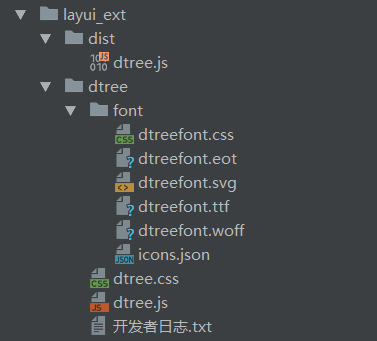 layui_ext
dist
dtree.js
dtree
font
dtreefont.css
dtreefont.eot
dtreefont.svg
dtreefont.ttf
dtreefont.woff
icons.json
dtree.css
dtree.js
开发者日志.txt